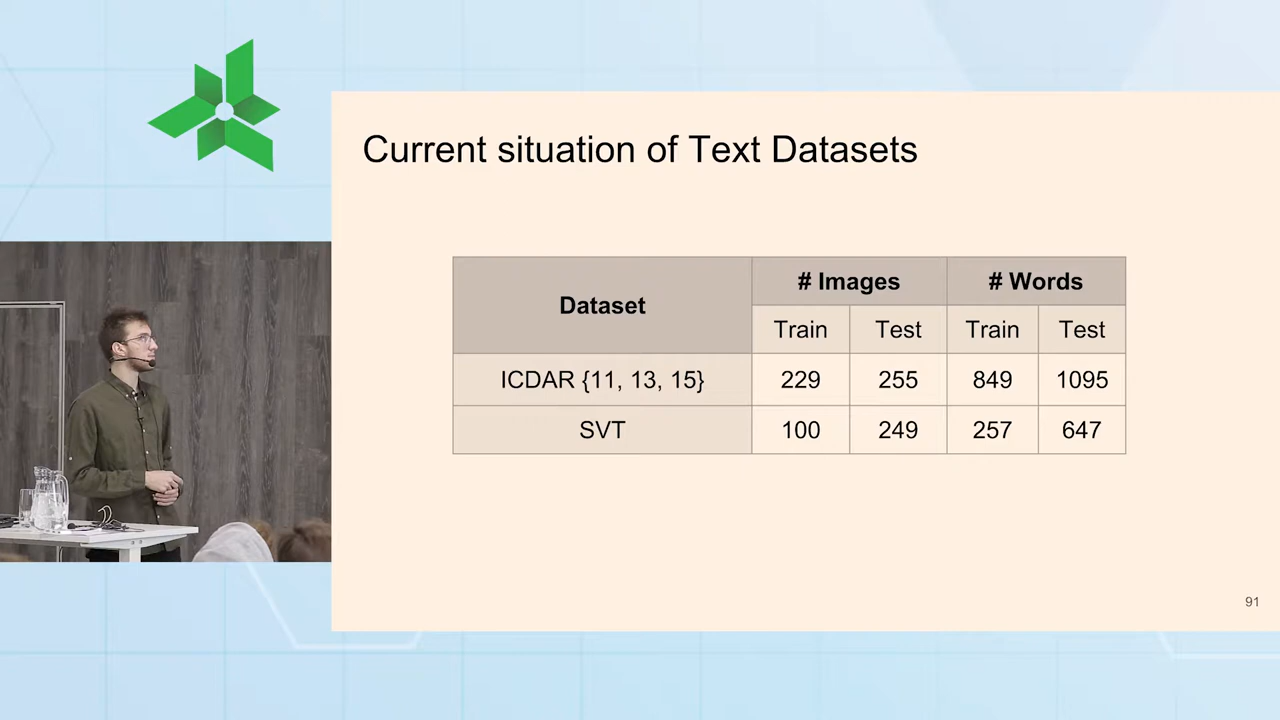 Current situation of Text Datasets
Dataset # Images # Words
Train Test Train Test
ICDAR {11, 13, 15} 229 255 849 1095
SVT 100 249 257 647
91